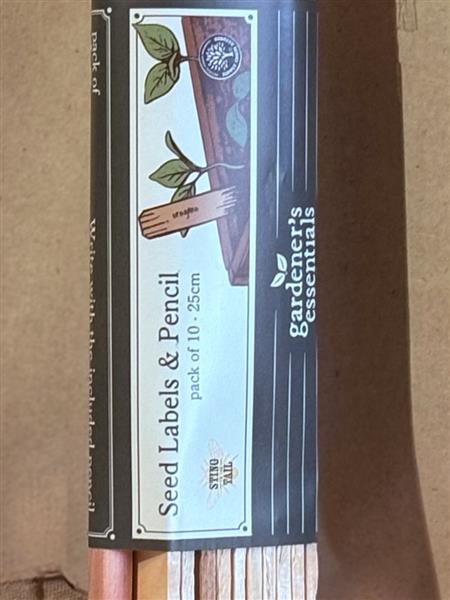 Seed Labels & Pencil
pack of 10 - 25cm
STING
TAIL
gardener's
essentials
pack of
Write with the included pencil